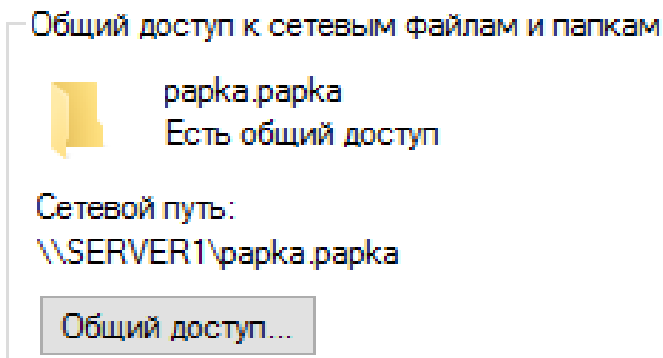 Общий доступ к сетевым файлам и папкам
papka.papka
Есть общий доступ
Сетевой путь:
\\SERVER1\papka.papka
Общий доступ...